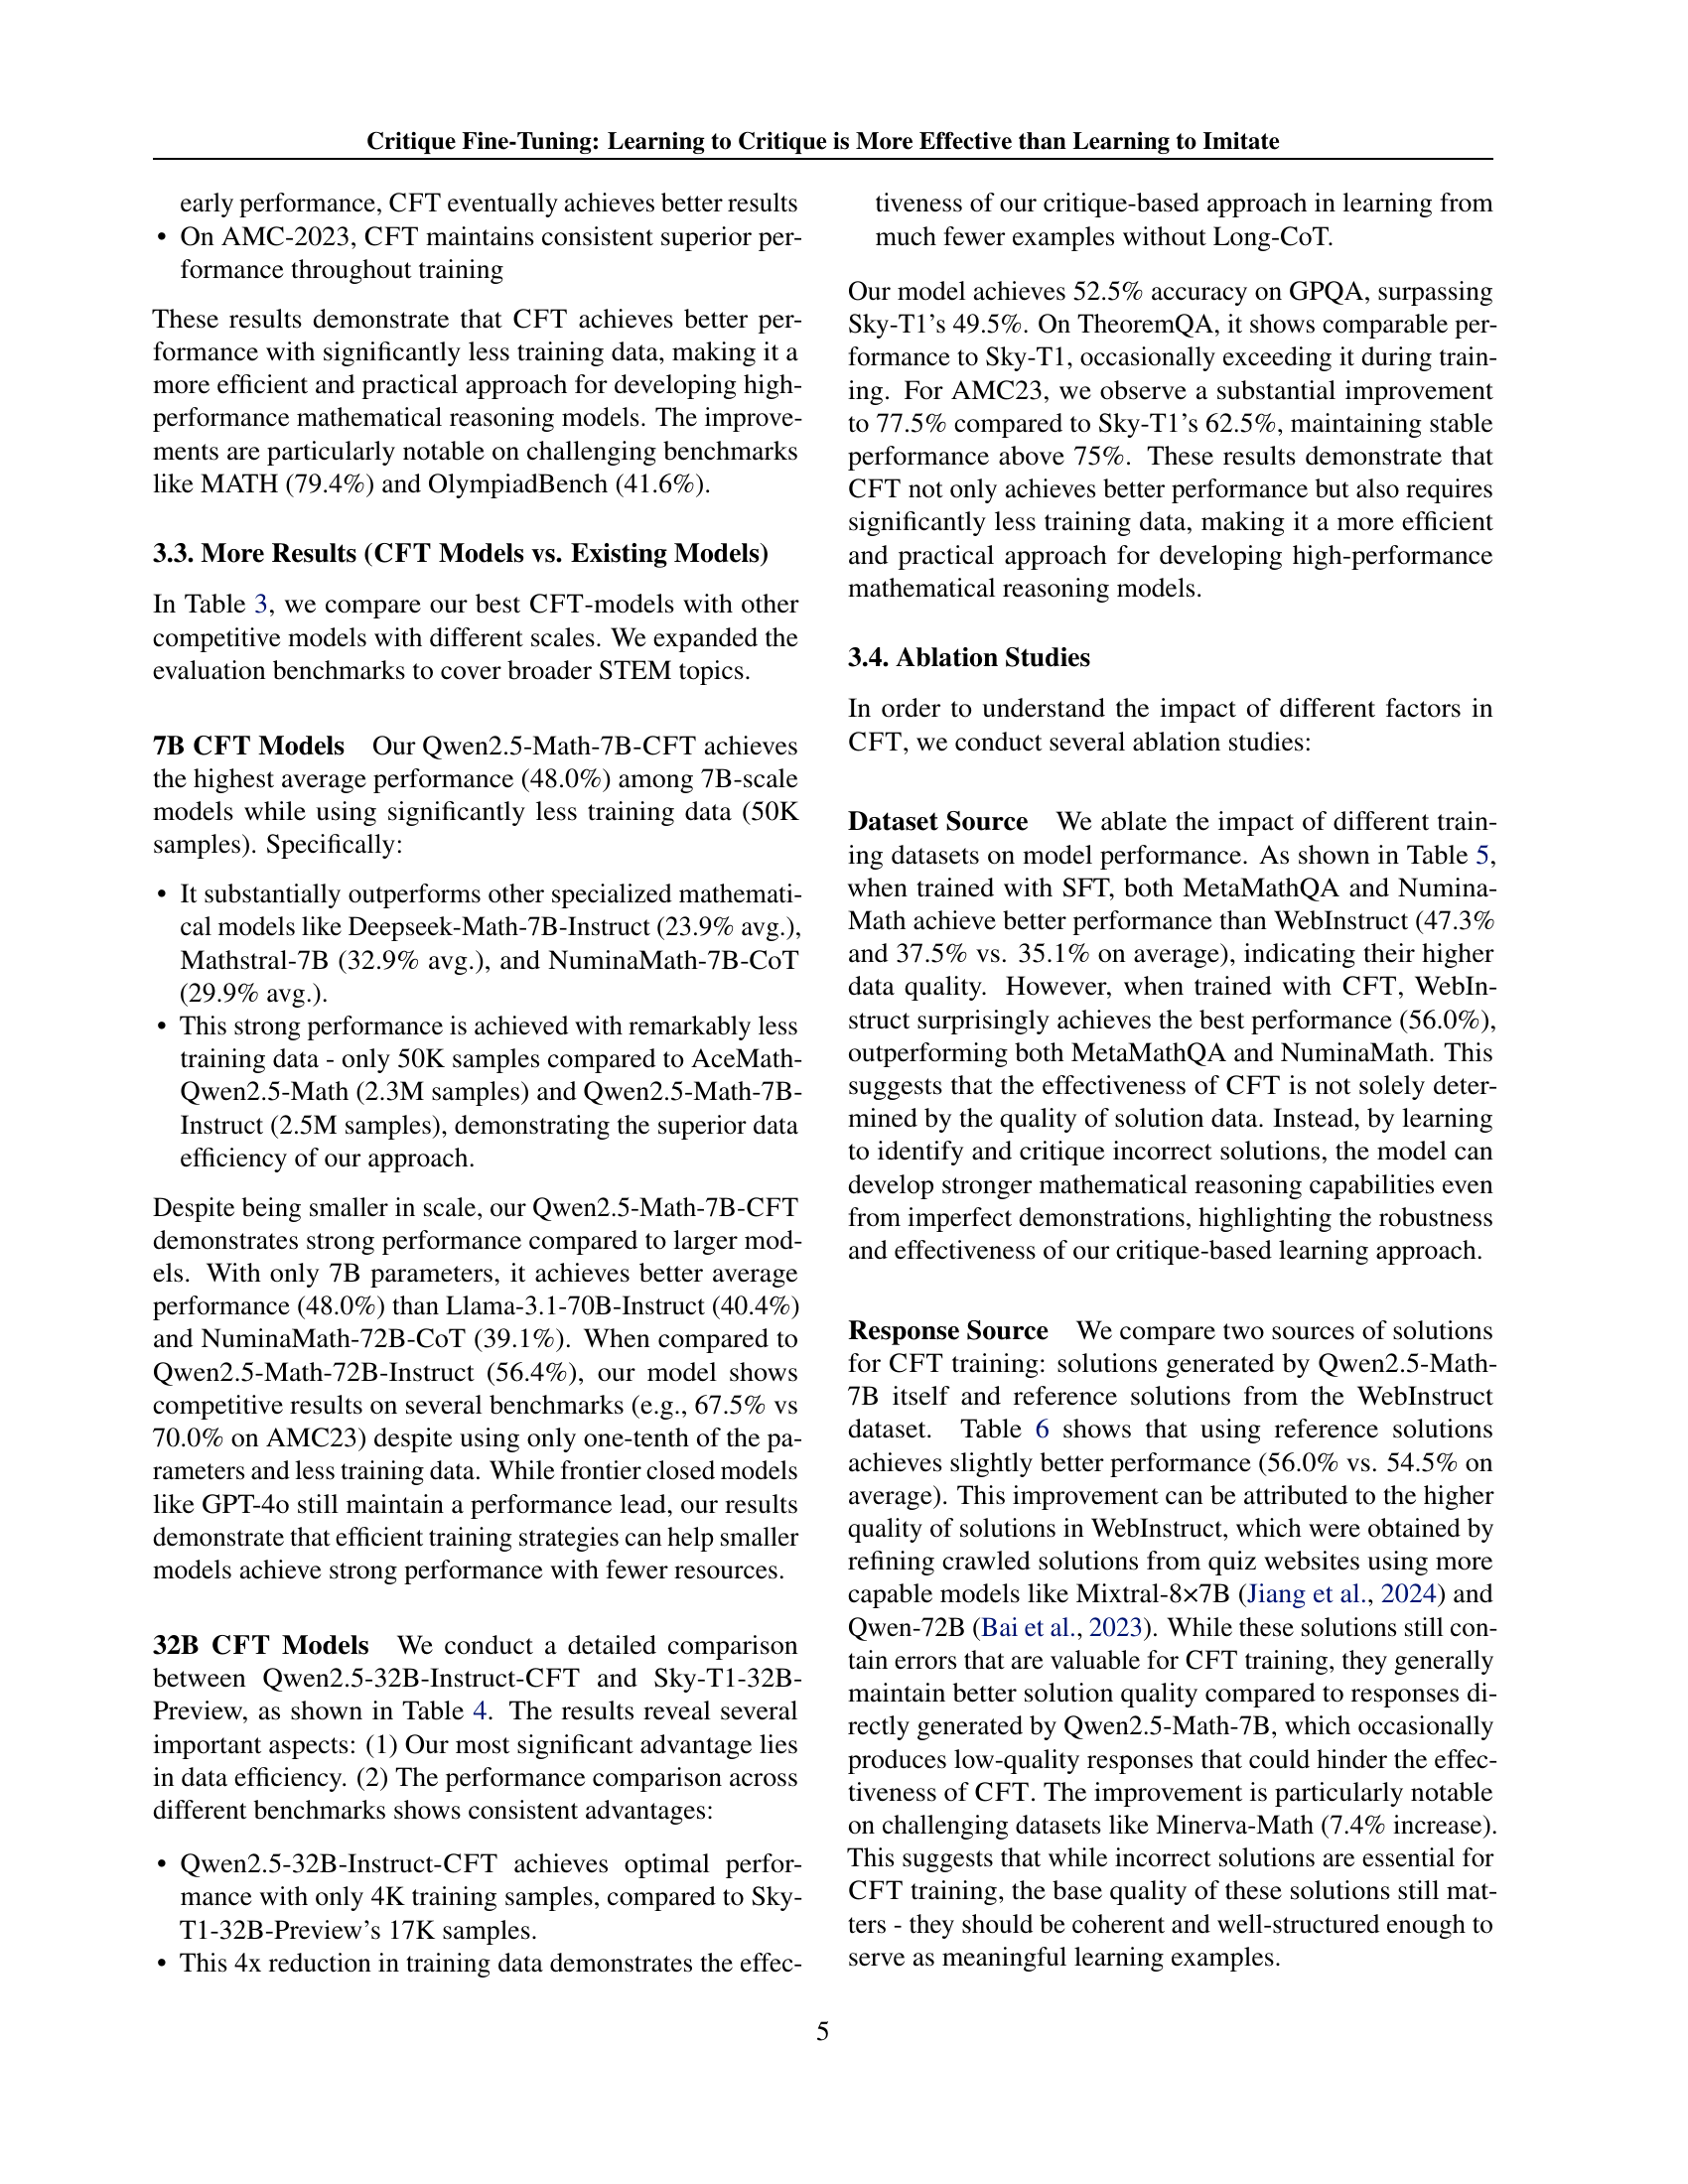 Critique Fine-Tuning: Learning to Critique is More Effective than Learning to Imitate
early performance, CFT eventually achieves better results
• On AMC-2023, CFT maintains consistent superior per-
formance throughout training
These results demonstrate that CFT achieves better per-
formance with significantly less training data, making it a
more efficient and practical approach for developing high-
performance mathematical reasoning models. The improve-
ments are particularly notable on challenging benchmarks
like MATH (79.4%) and OlympiadBench (41.6%).
3.3. More Results (CFT Models vs. Existing Models)
In Table 3, we compare our best CFT-models with other
competitive models with different scales. We expanded the
evaluation benchmarks to cover broader STEM topics.
7B CFT Models Our Qwen2.5-Math-7B-CFT achieves
the highest average performance (48.0%) among 7B-scale
models while using significantly less training data (50K
samples). Specifically:
• It substantially outperforms other specialized mathemati-
cal models like Deepseek-Math-7B-Instruct (23.9% avg.),
Mathstral-7B (32.9% avg.), and NuminaMath-7B-CoT
(29.9% avg.).
• This strong performance is achieved with remarkably less
training data - only 50K samples compared to AceMath-
Qwen2.5-Math (2.3M samples) and Qwen2.5-Math-7B-
Instruct (2.5M samples), demonstrating the superior data
efficiency of our approach.
Despite being smaller in scale, our Qwen2.5-Math-7B-CFT
demonstrates strong performance compared to larger mod-
els. With only 7B parameters, it achieves better average
performance (48.0%) than Llama-3.1-70B-Instruct (40.4%)
and NuminaMath-72B-CoT (39.1%). When compared to
Qwen2.5-Math-72B-Instruct (56.4%), our model shows
competitive results on several benchmarks (e.g., 67.5% vs
70.0% on AMC23) despite using only one-tenth of the pa-
rameters and less training data. While frontier closed models
like GPT-4o still maintain a performance lead, our results
demonstrate that efficient training strategies can help smaller
models achieve strong performance with fewer resources.
32B CFT Models We conduct a detailed comparison
between Qwen2.5-32B-Instruct-CFT and Sky-T1-32B-
Preview, as shown in Table 4. The results reveal several
important aspects: (1) Our most significant advantage lies
in data efficiency. (2) The performance comparison across
different benchmarks shows consistent advantages:
• Qwen2.5-32B-Instruct-CFT achieves optimal perfor-
mance with only 4K training samples, compared to Sky-
T1-32B-Preview's 17K samples.
• This 4x reduction in training data demonstrates the effec-
tiveness of our critique-based approach in learning from
much fewer examples without Long-CoT.
Our model achieves 52.5% accuracy on GPQA, surpassing
Sky-T1's 49.5%. On TheoremQA, it shows comparable per-
formance to Sky-T1, occasionally exceeding it during train-
ing. For AMC23, we observe a substantial improvement
to 77.5% compared to Sky-T1's 62.5%, maintaining stable
performance above 75%. These results demonstrate that
CFT not only achieves better performance but also requires
significantly less training data, making it a more efficient
and practical approach for developing high-performance
mathematical reasoning models.
3.4. Ablation Studies
In order to understand the impact of different factors in
CFT, we conduct several ablation studies:
Dataset Source We ablate the impact of different train-
ing datasets on model performance. As shown in Table 5,
when trained with SFT, both MetaMathQA and Numina-
Math achieve better performance than WebInstruct (47.3%
and 37.5% vs. 35.1% on average), indicating their higher
data quality. However, when trained with CFT, WebIn-
struct surprisingly achieves the best performance (56.0%),
outperforming both MetaMathQA and NuminaMath. This
suggests that the effectiveness of CFT is not solely deter-
mined by the quality of solution data. Instead, by learning
to identify and critique incorrect solutions, the model can
develop stronger mathematical reasoning capabilities even
from imperfect demonstrations, highlighting the robustness
and effectiveness of our critique-based learning approach.
Response Source We compare two sources of solutions
for CFT training: solutions generated by Qwen2.5-Math-
7B itself and reference solutions from the WebInstruct
dataset. Table 6 shows that using reference solutions
achieves slightly better performance (56.0% vs. 54.5% on
average). This improvement can be attributed to the higher
quality of solutions in WebInstruct, which were obtained by
refining crawled solutions from quiz websites using more
capable models like Mixtral-8×7B (Jiang et al., 2024) and
Qwen-72B (Bai et al., 2023). While these solutions still con-
tain errors that are valuable for CFT training, they generally
maintain better solution quality compared to responses di-
rectly generated by Qwen2.5-Math-7B, which occasionally
produces low-quality responses that could hinder the effec-
tiveness of CFT. The improvement is particularly notable
on challenging datasets like Minerva-Math (7.4% increase).
This suggests that while incorrect solutions are essential for
CFT training, the base quality of these solutions still mat-
ters - they should be coherent and well-structured enough to
serve as meaningful learning examples.
5